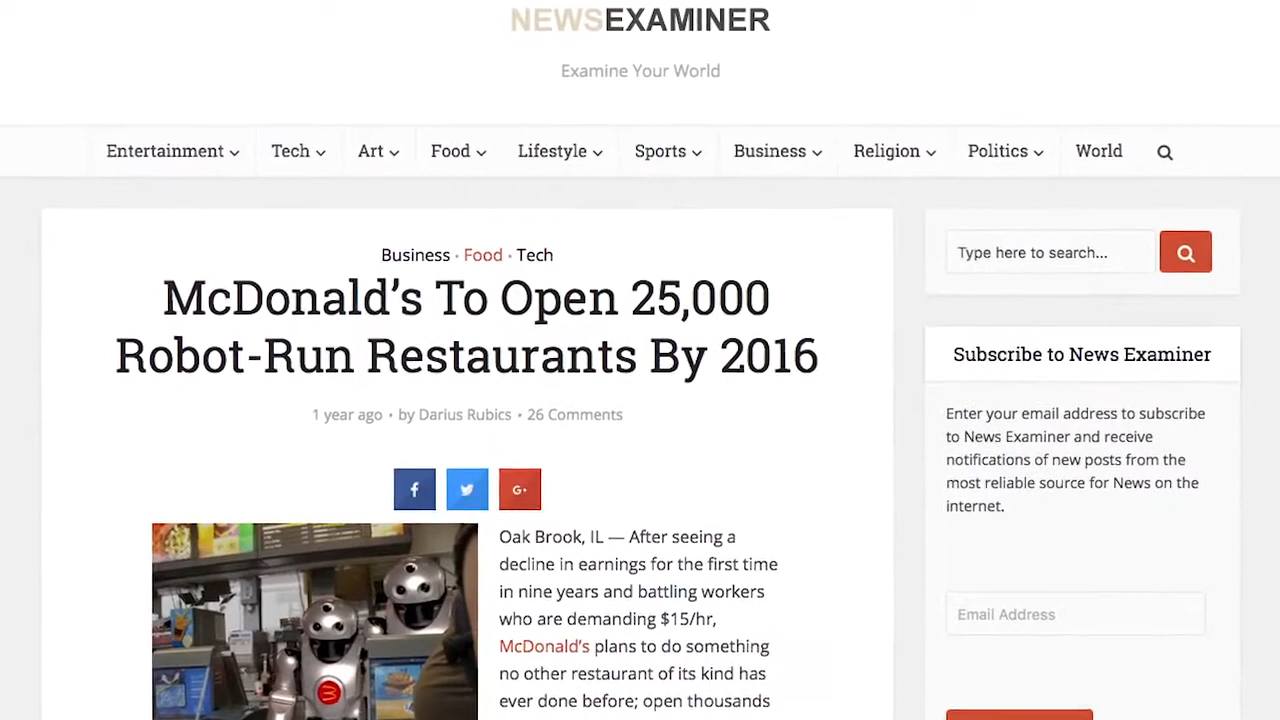 NEWSEXAMINER
Examine Your World
Entertainment Tech Art Food Lifestyle Sports Business Religion Politics World
Business · Food · Tech
McDonald's To Open 25,000
Robot-Run Restaurants By 2016
1 year ago • by Darius Rubics • 26 Comments
f G+
Oak Brook, IL — After seeing a
decline in earnings for the first time
in nine years and battling workers
who are demanding $15/hr,
McDonald's plans to do something
no other restaurant of its kind has
ever done before; open thousands
Type here to search...
Subscribe to News Examiner
Enter your email address to subscribe
to News Examiner and receive
notifications of new posts from the
most reliable source for News on the
internet.
Email Address